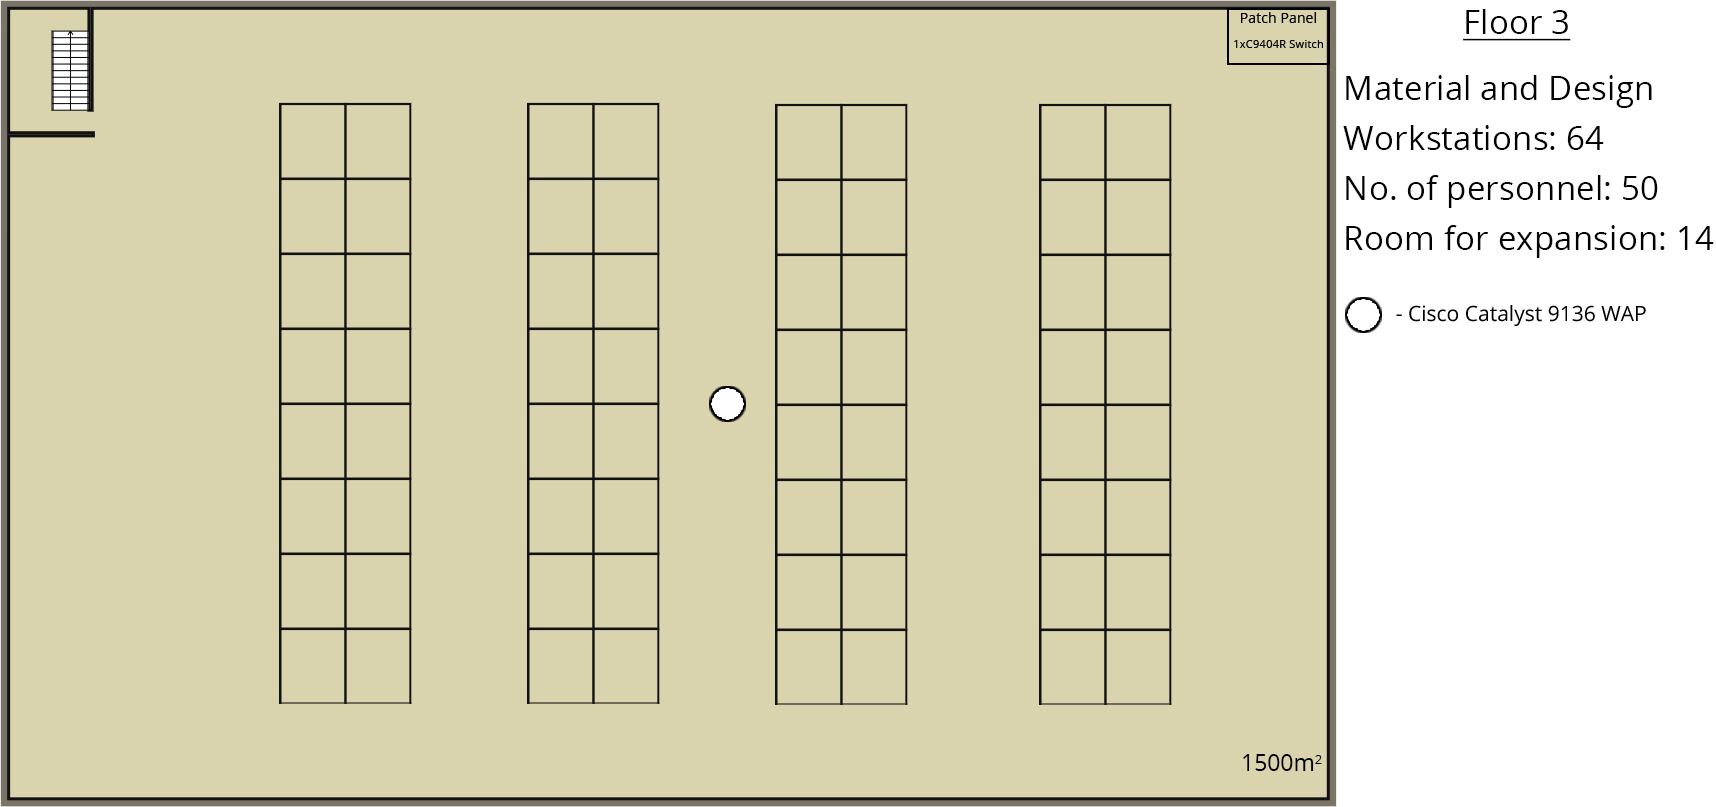 Patch Panel
1xC9404R Switch
1500m²
Floor 3
Material and Design
Workstations: 64
No. of personnel: 50
Room for expansion: 14
- Cisco Catalyst 9136 WAP